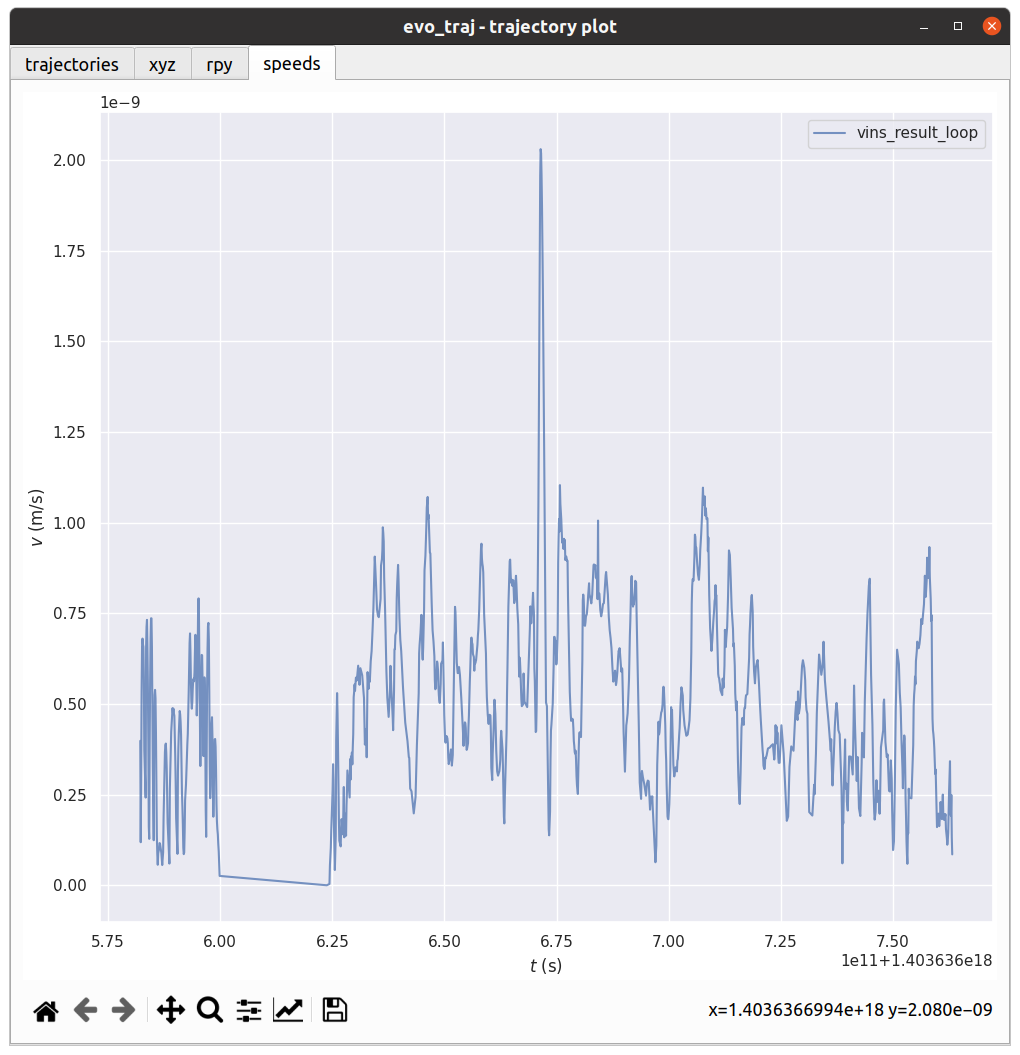 evo_traj - trajectory plot
trajectories xyz rpy speeds
1e−9
vins_result_loop
2.00
1.75
1.50
1.25
1.00
0.75
0.50
0.25
0.00
v (m/s)
5.75 6.00 6.25 6.50 6.75 7.00 7.25 7.50
1e11+1.403636e18
t (s)
x=1.4036366994e+18 y=2.080e−09